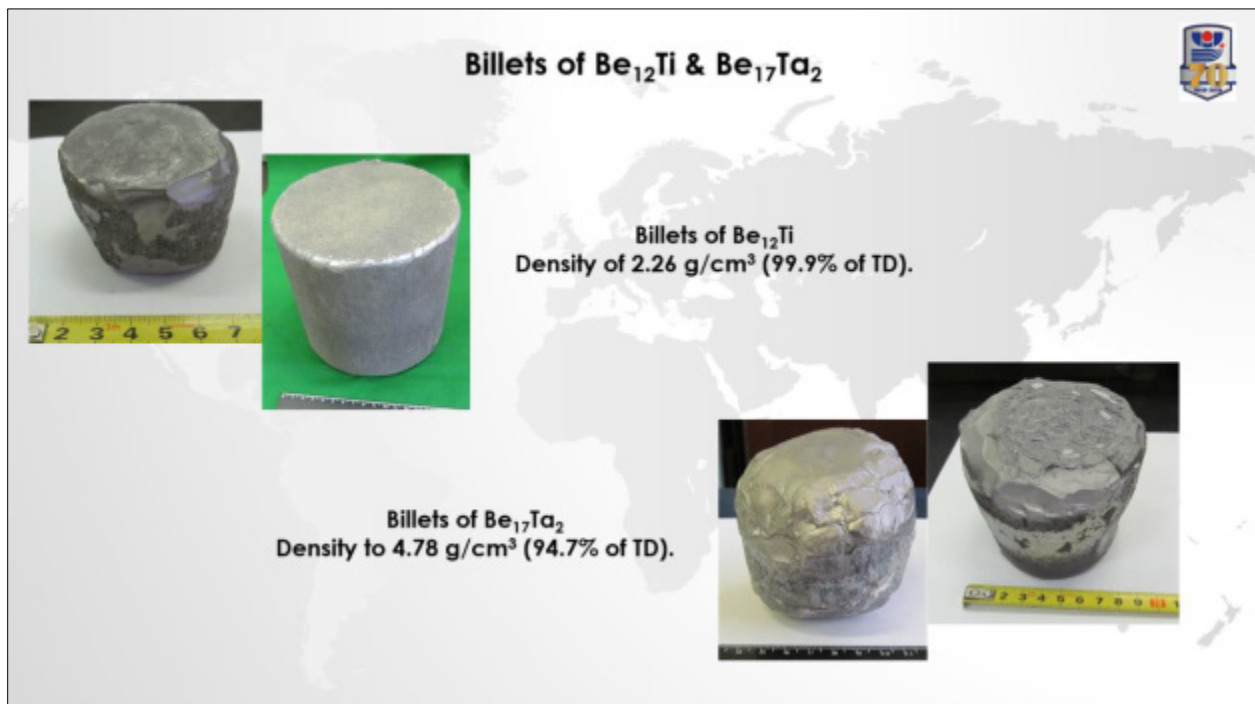 Billets of Be₁₂Ti & Be₁₇Ta₂
70
Billets of Be₁₂Ti
Density of 2.26 g/cm³ (99.9% of TD).
2 3 4 5 6 7
Billets of Be₁₇Ta₂
Density to 4.78 g/cm³ (94.7% of TD).
2 3 4 5 6 7 8 9